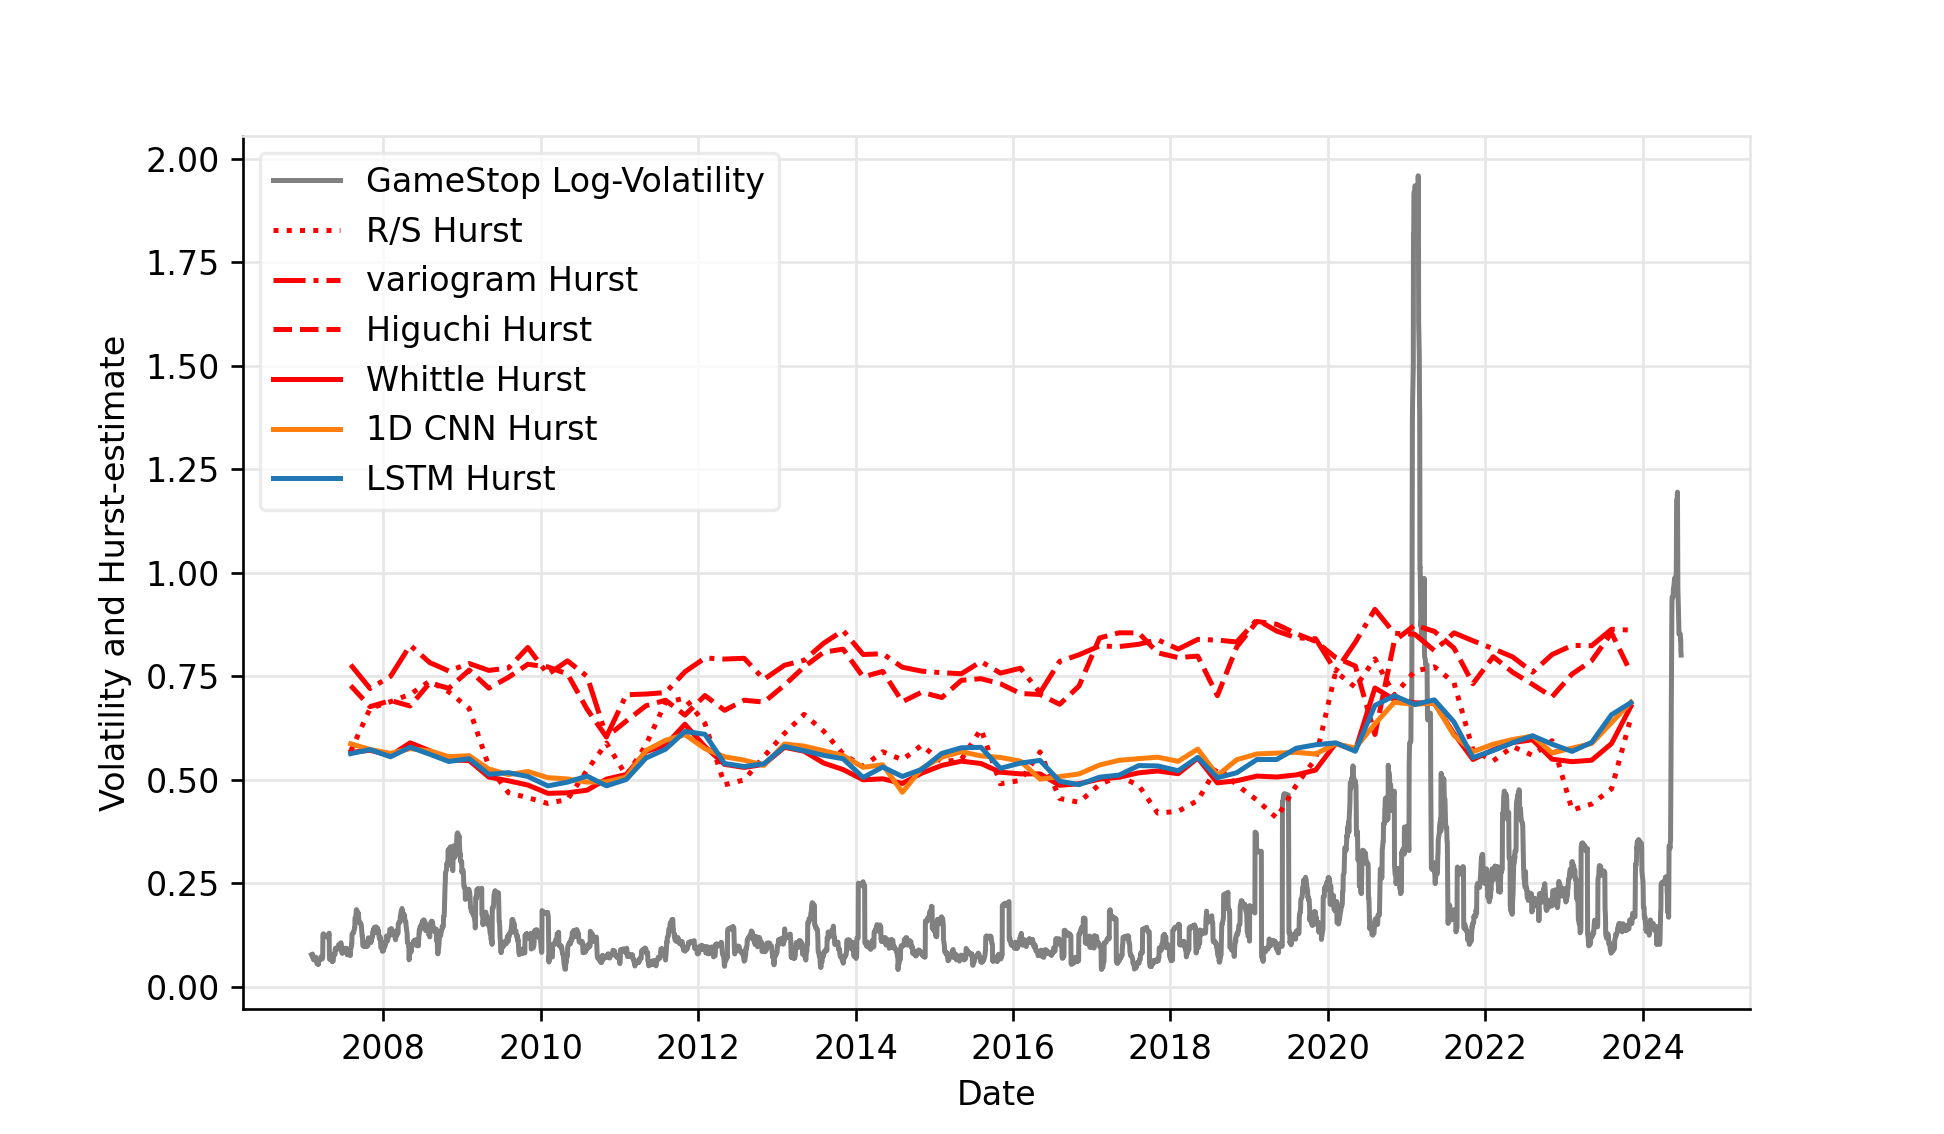 GameStop Log-Volatility
R/S Hurst
variogram Hurst
Higuchi Hurst
Whittle Hurst
1D CNN Hurst
LSTM Hurst
Volatility and Hurst-estimate
2.00
1.75
1.50
1.25
1.00
0.75
0.50
0.25
0.00
2008 2010 2012 2014 2016 2018 2020 2022 2024
Date